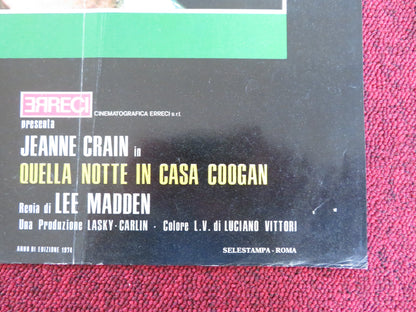 ERRECI CINEMATOGRAFICA ERRECI s.r.l.
presenta
JEANNE CRAIN in
QUELLA NOTTE IN CASA COOGAN
Regia di LEE MADDEN
Una Produzione LASKY-CARLIN · Colore L.V. di LUCIANO VITTORI
ANNO DI EDIZIONE 1974
SELESTAMPA - ROMA